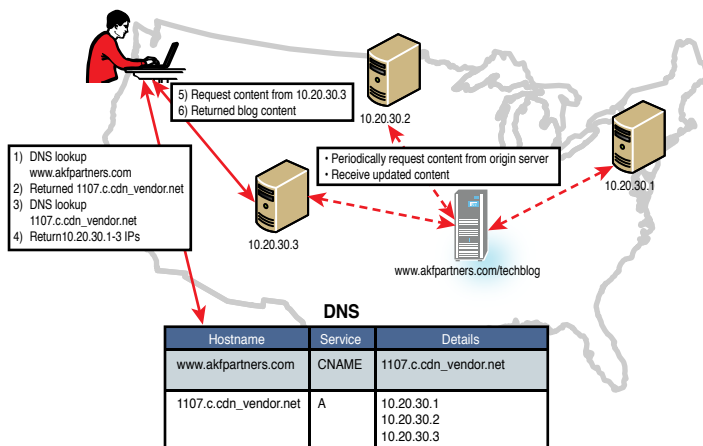 5) Request content from 10.20.30.3
6) Returned blog content
10.20.30.2
1) DNS lookup
www.akfpartners.com
2) Returned 1107.c.cdn_vendor.net
3) DNS lookup
1107.c.cdn_vendor.net
4) Return10.20.30.1-3 IPs
• Periodically request content from origin server
• Receive updated content
10.20.30.1
10.20.30.3
www.akfpartners.com/techblog
DNS
Hostname Service Details
www.akfpartners.com CNAME 1107.c.cdn_vendor.net
1107.c.cdn_vendor.net A 10.20.30.1
10.20.30.2
10.20.30.3